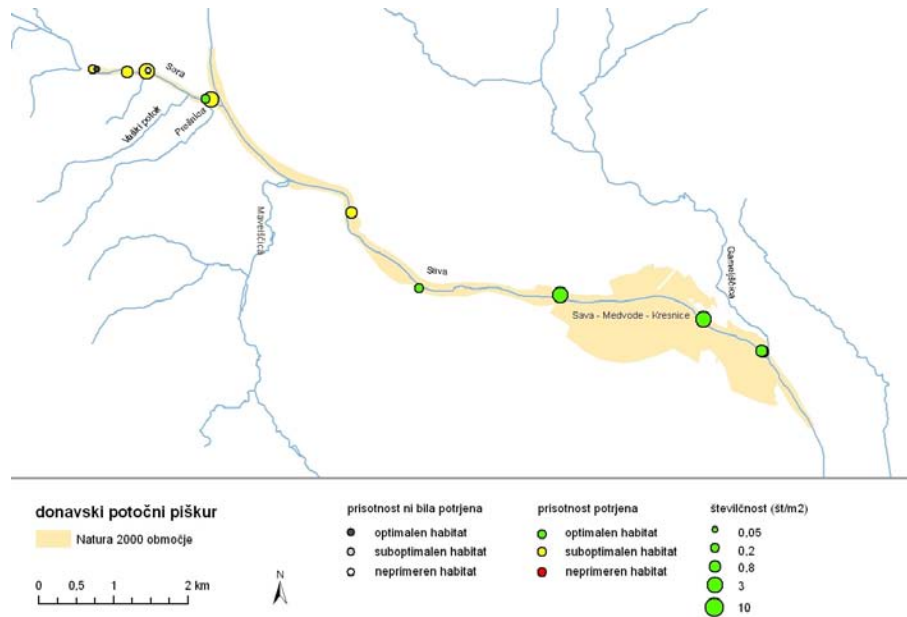 Sora
Vaški potok
Prešnica
Mavelščica
Sava
Gameljščica
Sava - Medvode - Kresnice
donavski potočni piškur
Natura 2000 območje
0 0,5 1 2 km
N
prisotnost ni bila potrjena
optimalen habitat
suboptimalen habitat
neprimeren habitat
prisotnost potrjena
optimalen habitat
suboptimalen habitat
neprimeren habitat
številčnost (št/m2)
0,05
0,2
0,8
3
10